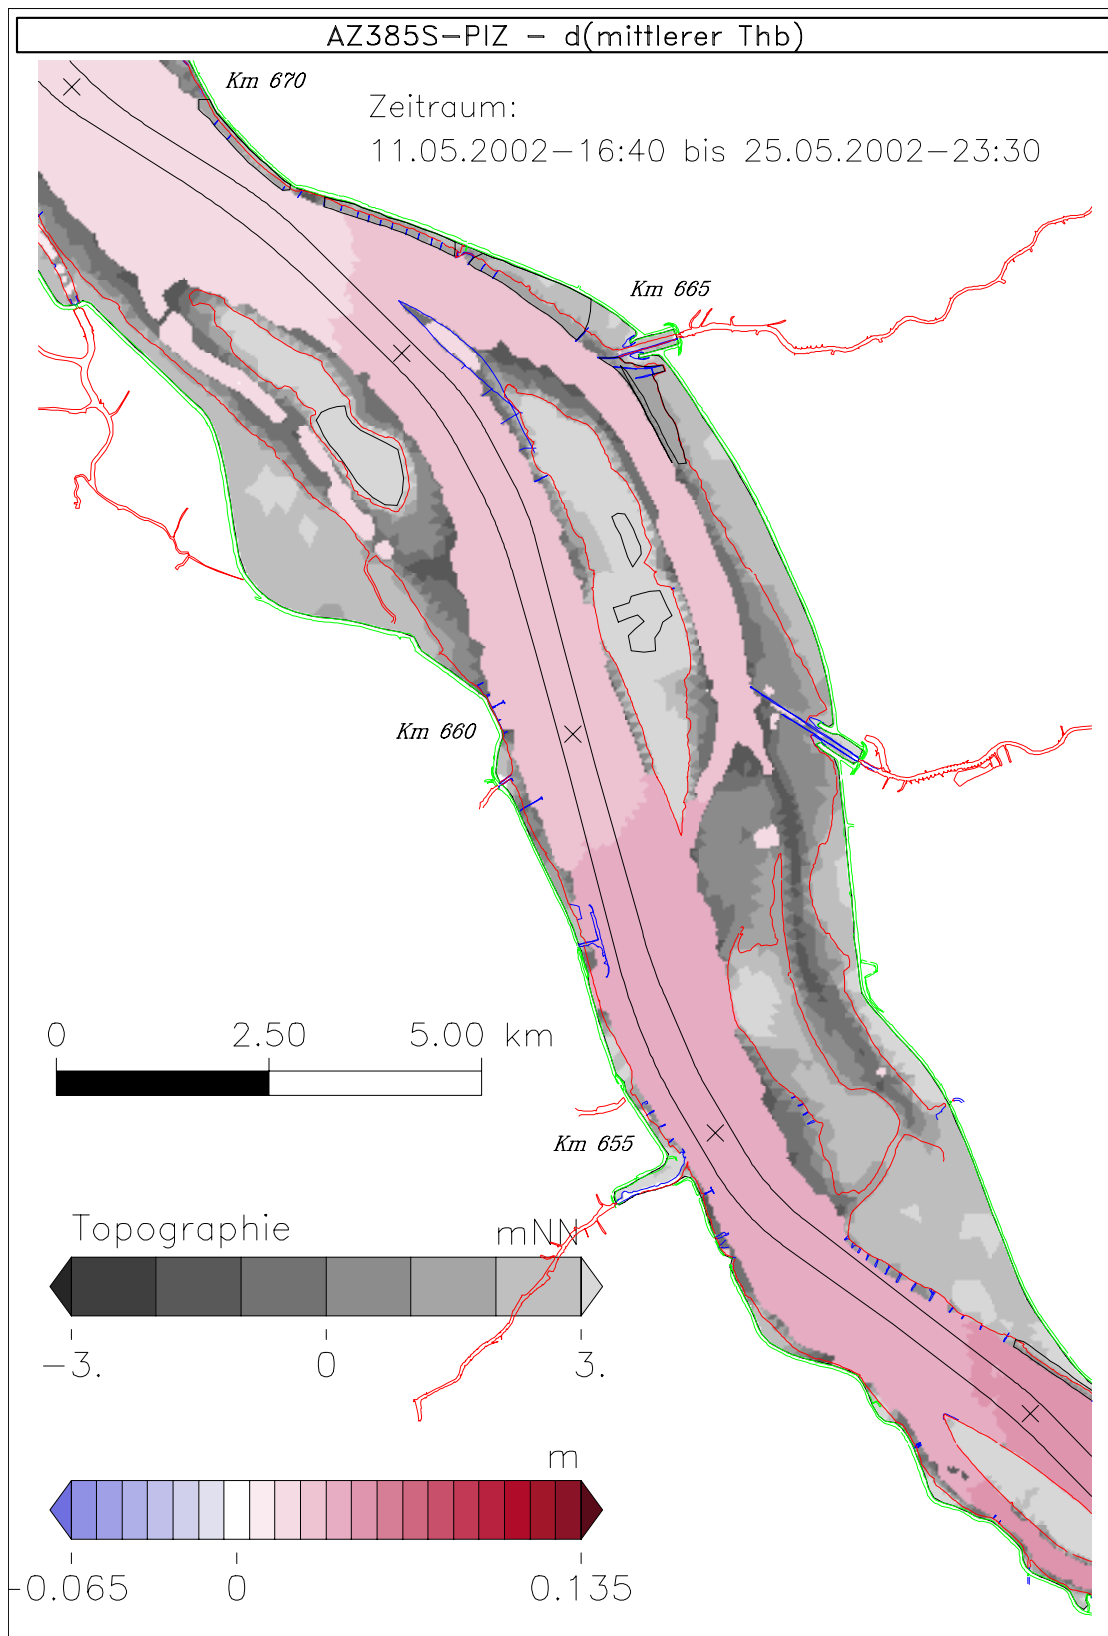 AZ385S-PIZ - d(mittlerer Thb)
Km 670
Zeitraum:
11.05.2002-16:40 bis 25.05.2002-23:30
Km 665
Km 660
0 2.50 5.00 km
Km 655
Topographie mNN
-3. 0 3.
m
-0.065 0 0.135